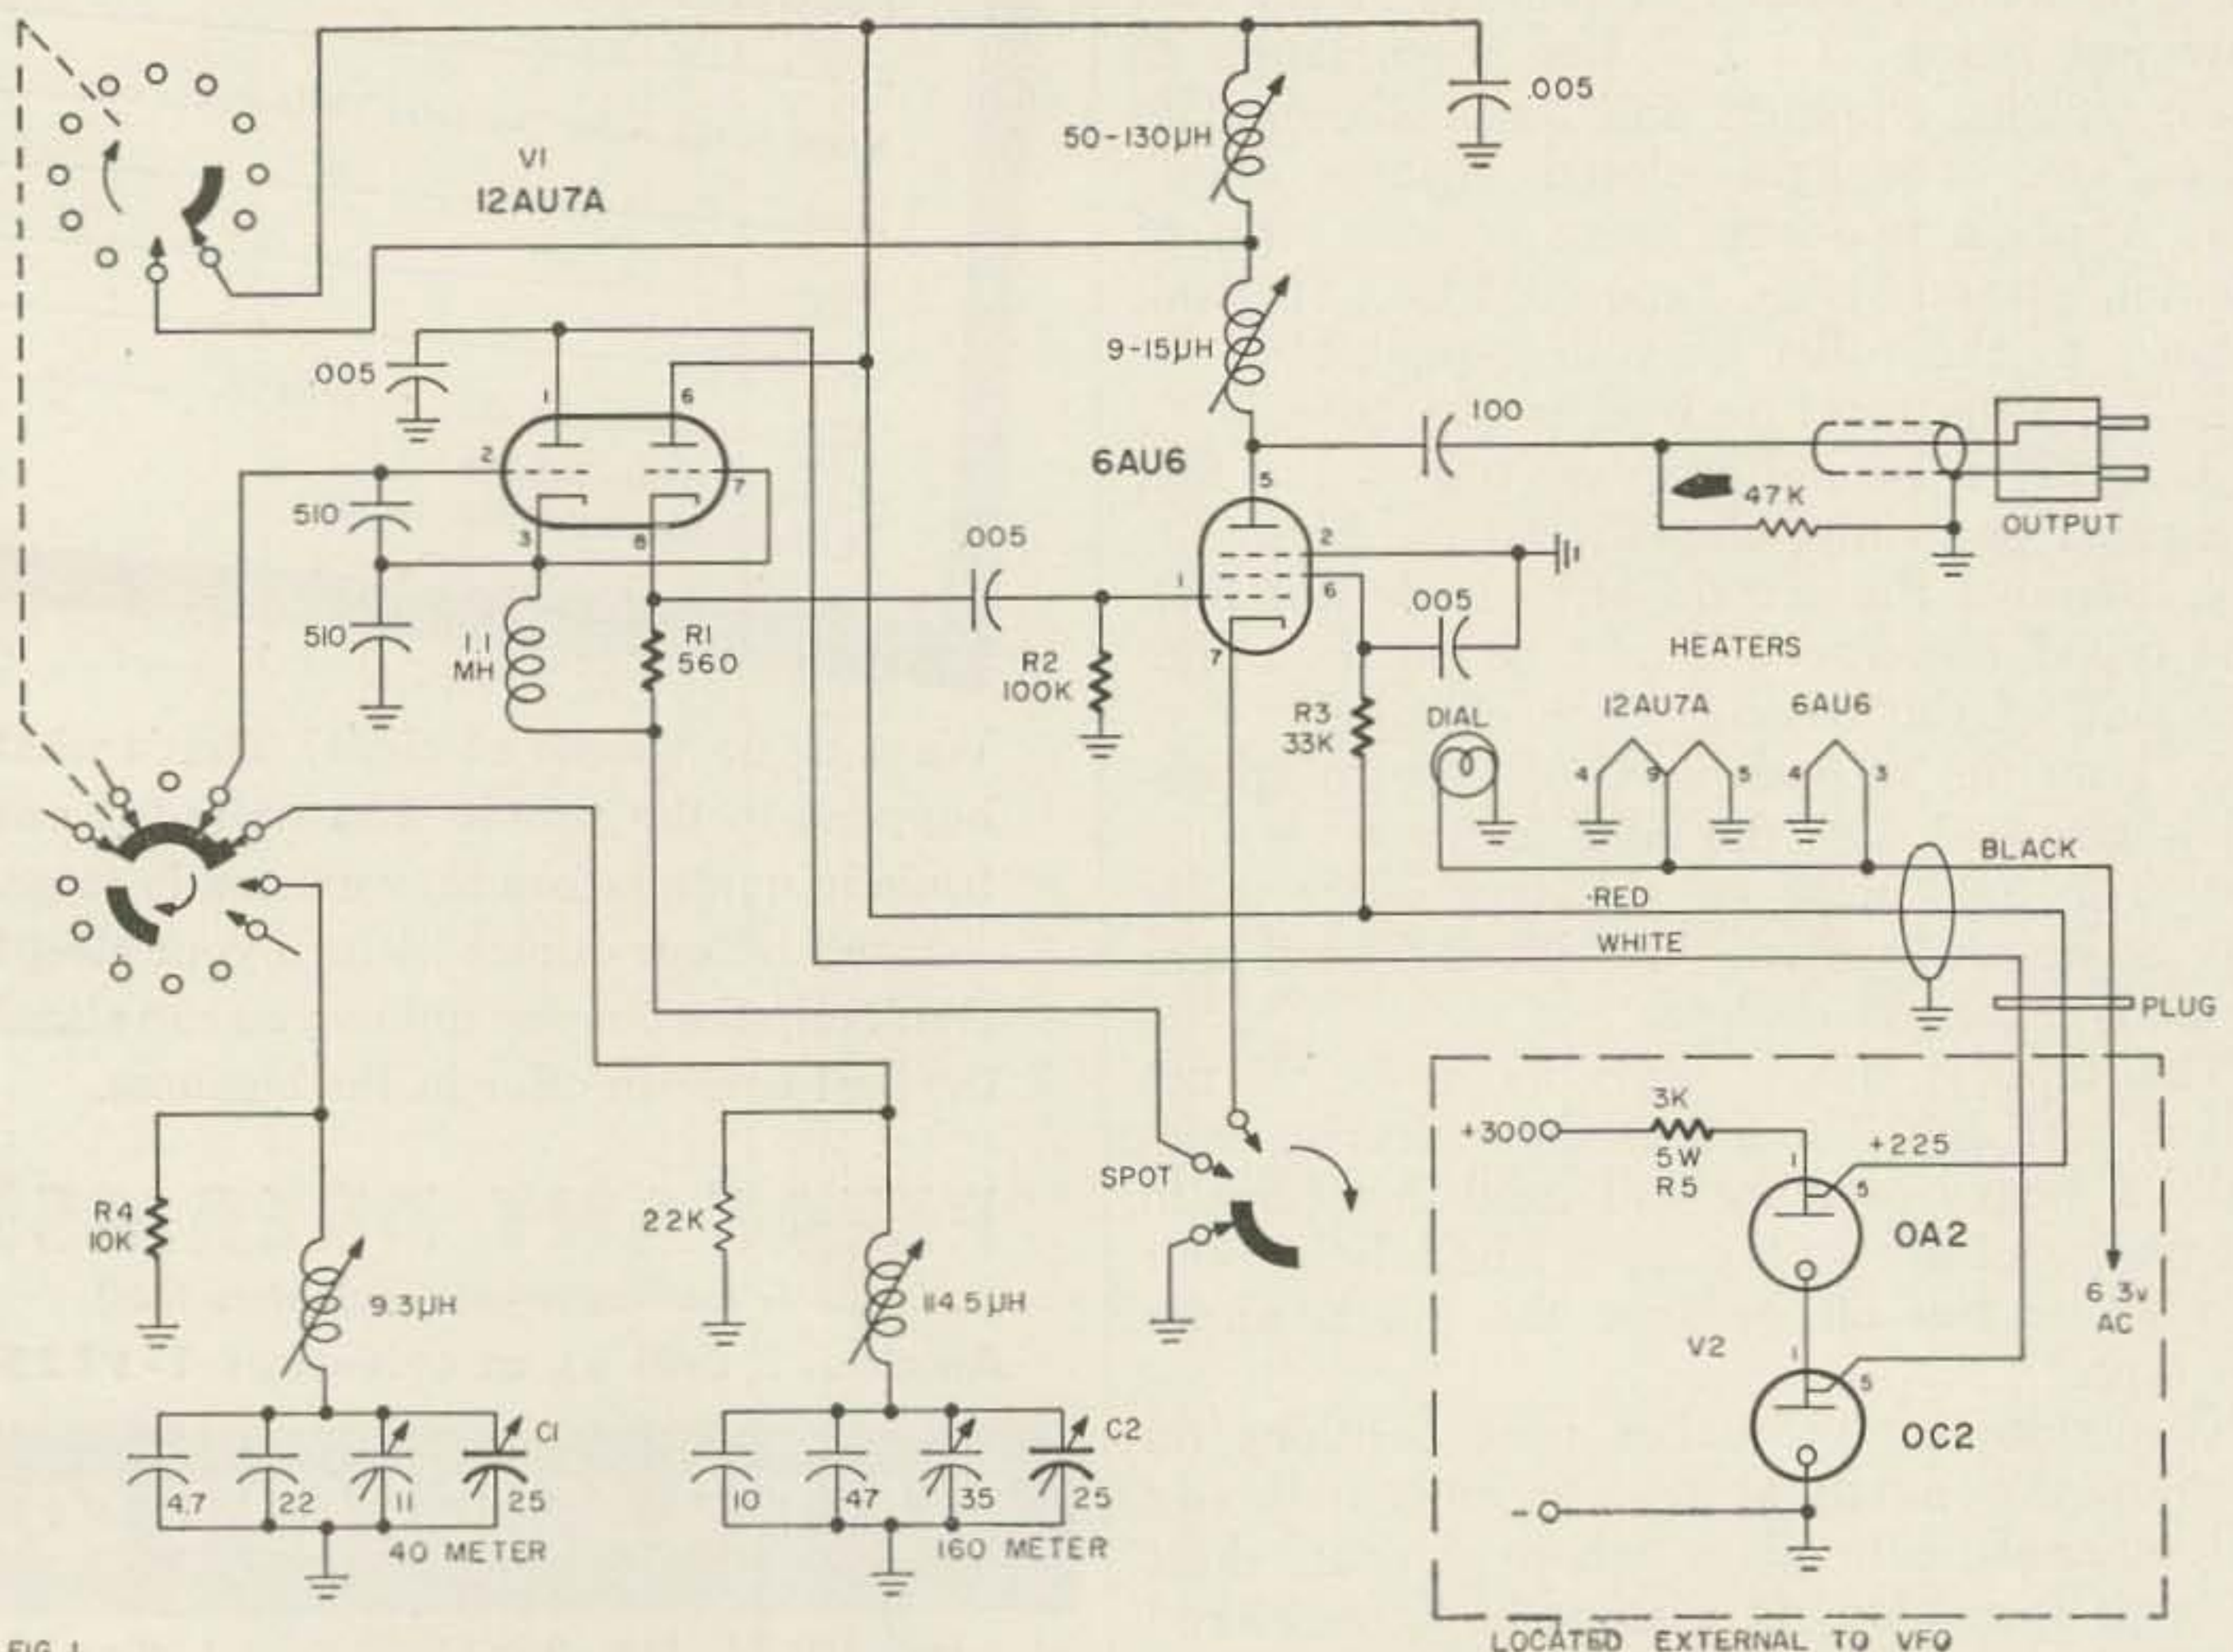 .005
50-130µH
V1
12AU7A
9-15µH
.005
1
6
100
6AU6
2
7
5
47K
510
OUTPUT
3
8
.005
2
1
6
.005
510
1.1
MH
R1
560
7
HEATERS
R2
100K
R3
33K
DIAL
12AU7A
6AU6
4
9
5
4
3
BLACK
RED
WHITE
PLUG
3K
+300
+225
5W
R5
1
5
SPOT
R4
10K
22K
OA2
9.3µH
114.5µH
6.3v
AC
V2
1
5
C1
C2
OC2
4.7
22
11
25
10
47
35
25
-
40 METER
160 METER
FIG. 1
LOCATED EXTERNAL TO VFO